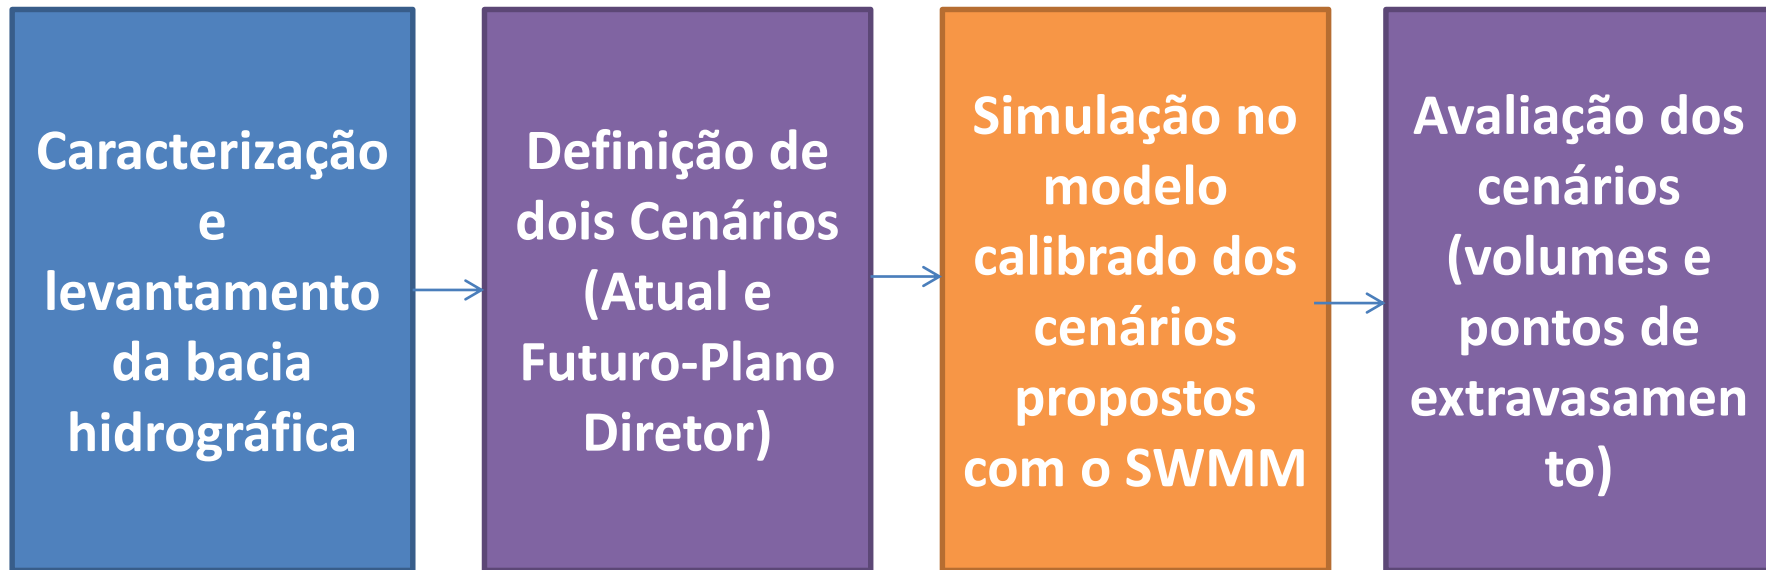 Caracterização
e
levantamento
da bacia
hidrográfica
Definição de
dois Cenários
(Atual e
Futuro-Plano
Diretor)
Simulação no
modelo
calibrado dos
cenários
propostos
com o SWMM
Avaliação dos
cenários
(volumes e
pontos de
extravasamen
to)